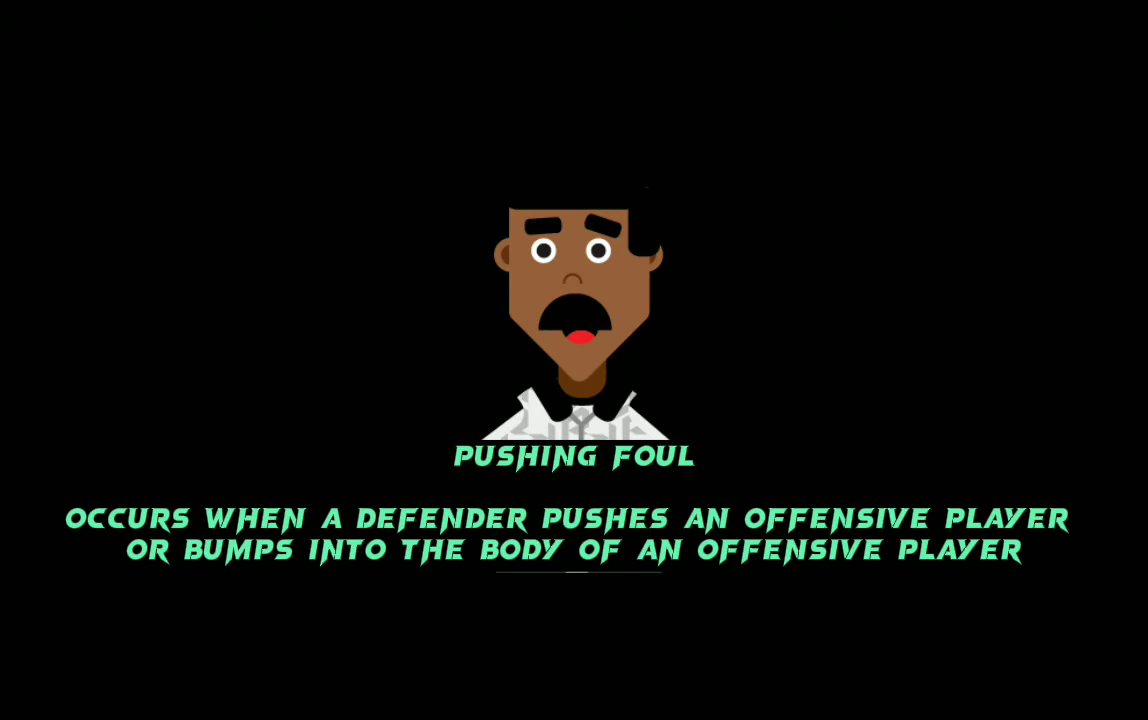 PUSHING FOUL
OCCURS WHEN A DEFENDER PUSHES AN OFFENSIVE PLAYER
OR BUMPS INTO THE BODY OF AN OFFENSIVE PLAYER